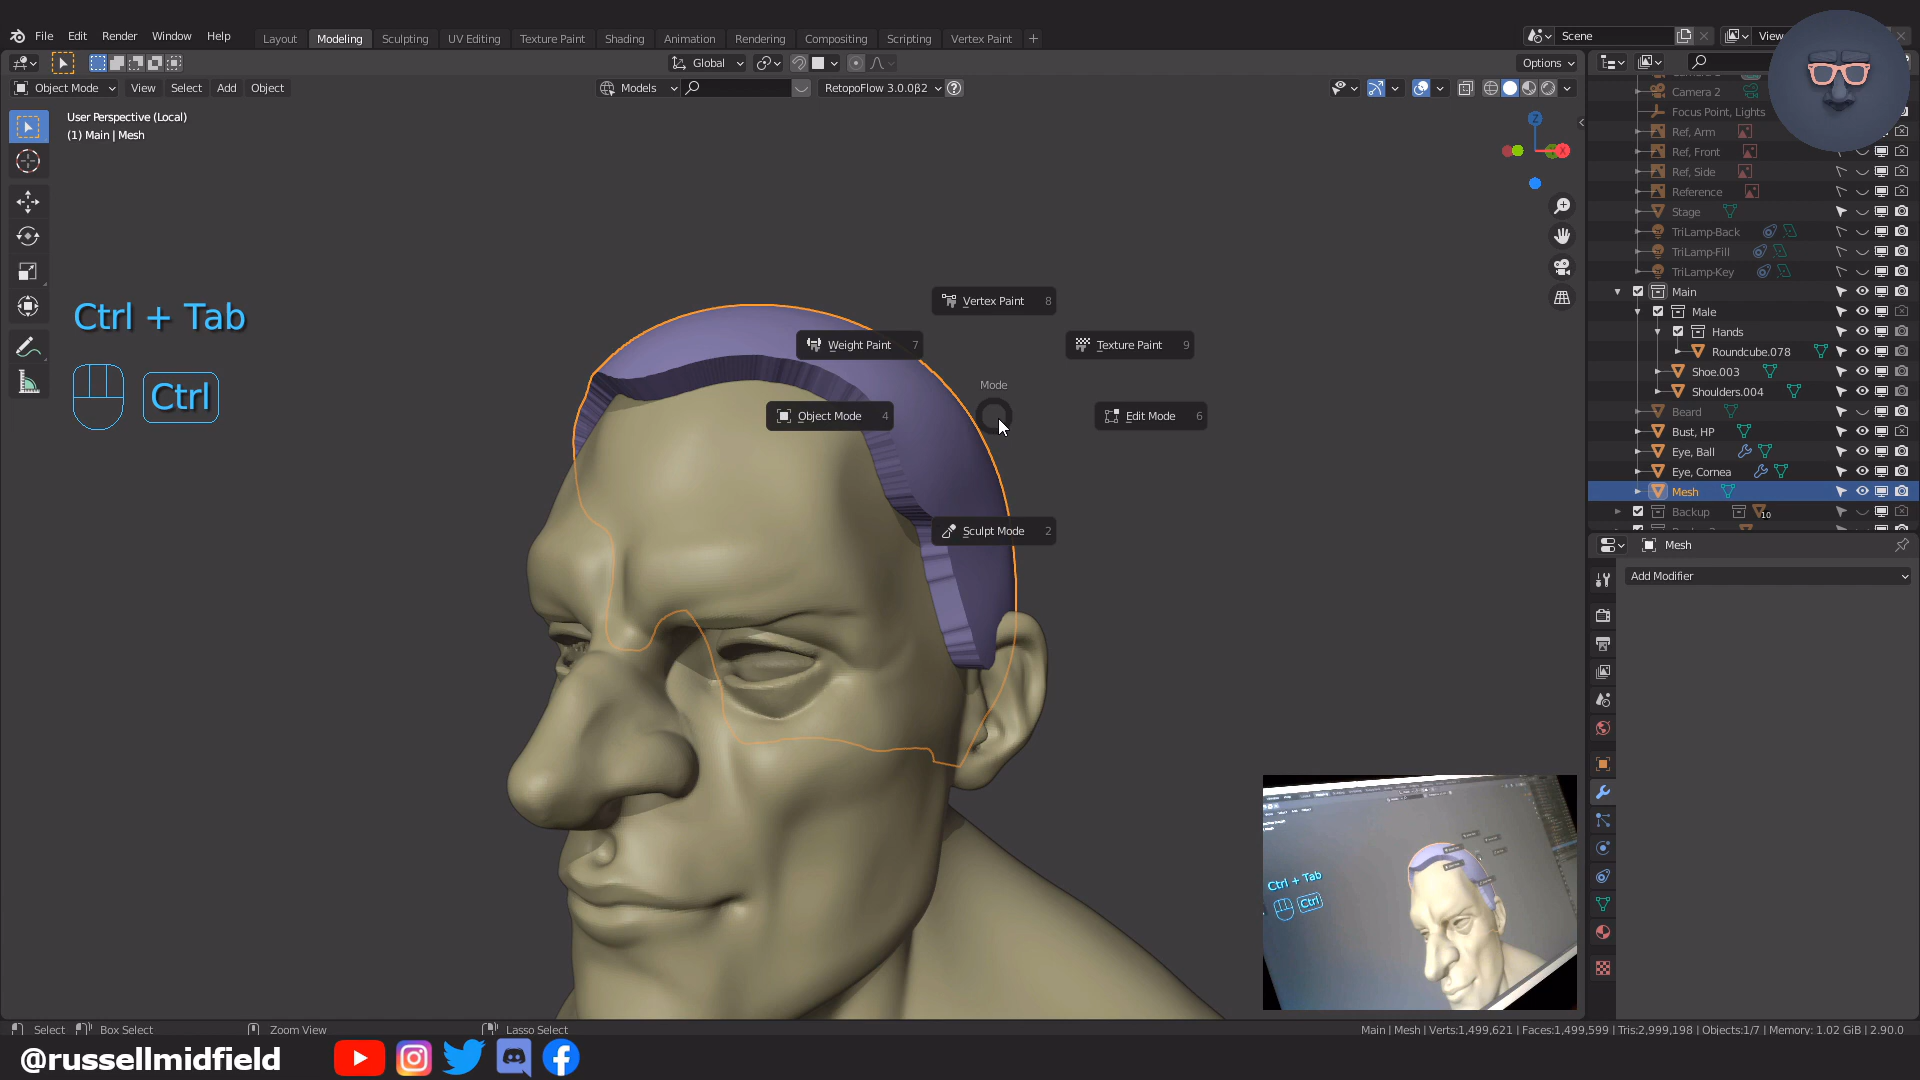 File Edit Render Window Help
Layout Modeling Sculpting UV Editing Texture Paint Shading Animation Rendering Compositing Scripting Vertex Paint +
Scene
View
Global
Options
Object Mode View Select Add Object
Models
RetopoFlow 3.0.0β2
User Perspective (Local)
(1) Main | Mesh
Z
X
Ctrl + Tab
Ctrl
Vertex Paint 8
Weight Paint 7
Texture Paint 9
Mode
Object Mode 4
Edit Mode 6
Sculpt Mode 2
Camera 2
Focus Point, Lights
Ref, Arm
Ref, Front
Ref, Side
Reference
Stage
TriLamp-Back
TriLamp-Fill
TriLamp-Key
Main
Male
Hands
Roundcube.078
Shoe.003
Shoulders.004
Beard
Bust, HP
Eye, Ball
Eye, Cornea
Mesh
Backup
10
Mesh
Add Modifier
Ctrl + Tab
Ctrl
Select Box Select Zoom View Lasso Select
Main | Mesh | Verts:1,499,621 | Faces:1,499,599 | Tris:2,999,198 | Objects:1/7 | Memory: 1.02 GiB | 2.90.0
@russellmidfield